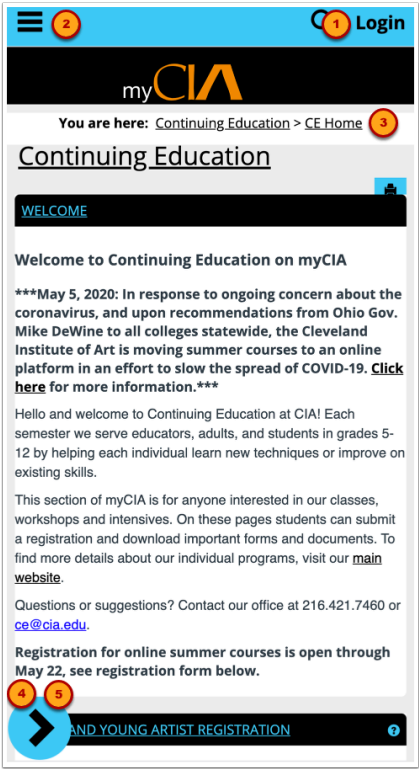 2
1 Login
myCIA
You are here: Continuing Education > CE Home 3
Continuing Education
WELCOME
Welcome to Continuing Education on myCIA
***May 5, 2020: In response to ongoing concern about the
coronavirus, and upon recommendations from Ohio Gov.
Mike DeWine to all colleges statewide, the Cleveland
Institute of Art is moving summer courses to an online
platform in an effort to slow the spread of COVID-19. Click
here for more information.***
Hello and welcome to Continuing Education at CIA! Each
semester we serve educators, adults, and students in grades 5-
12 by helping each individual learn new techniques or improve on
existing skills.
This section of myCIA is for anyone interested in our classes,
workshops and intensives. On these pages students can submit
a registration and download important forms and documents. To
find more details about our individual programs, visit our main
website.
Questions or suggestions? Contact our office at 216.421.7460 or
ce@cia.edu.
Registration for online summer courses is open through
May 22, see registration form below.
4 5
AND YOUNG ARTIST REGISTRATION ?